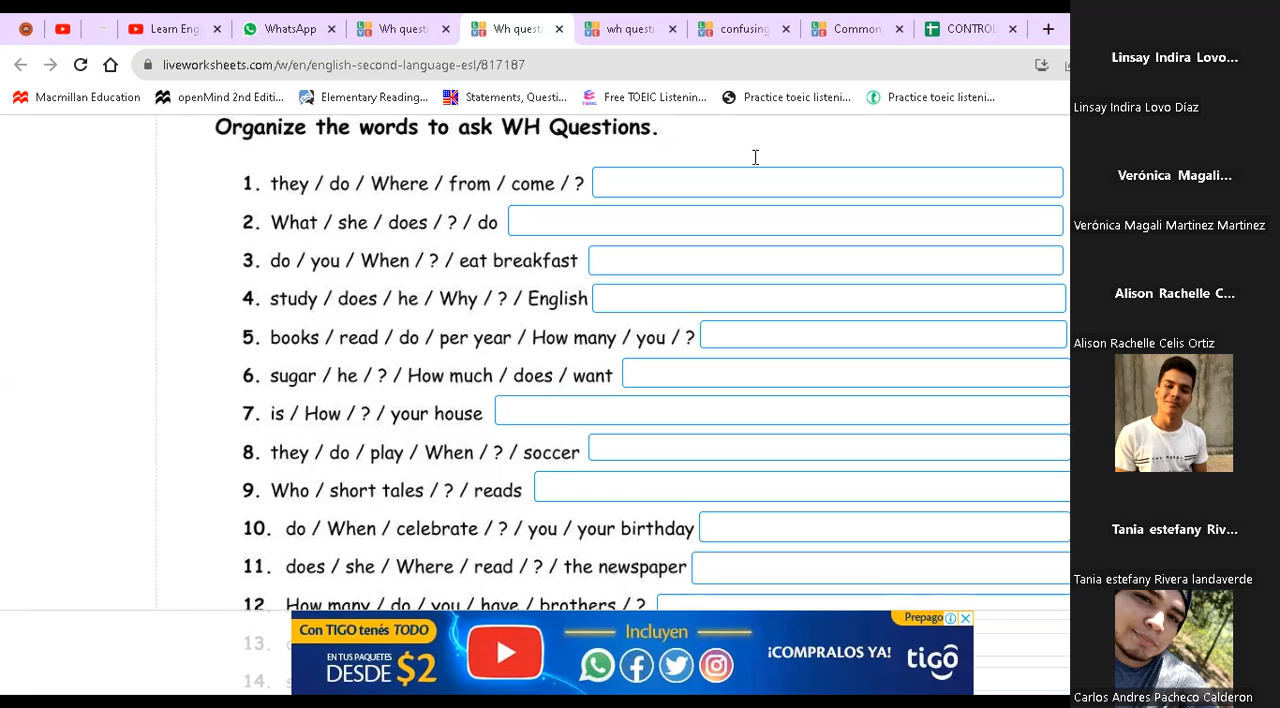 Learn Eng
WhatsApp
Wh questi
Wh quest
wh questi
confusing
Common
CONTROL
liveworksheets.com/w/en/english-second-language-esl/817187
Macmillan Education
openMind 2nd Editi...
Elementary Reading...
Statements, Questi...
Free TOEIC Listenin...
Practice toeic listeni...
Practice toeic listeni...
Organize the words to ask WH Questions.
1. they / do / Where / from / come / ?
2. What / she / does / ? / do
3. do / you / When / ? / eat breakfast
4. study / does / he / Why / ? / English
5. books / read / do / per year / How many / you / ?
6. sugar / he / ? / How much / does / want
7. is / How / ? / your house
8. they / do / play / When / ? / soccer
9. Who / short tales / ? / reads
10. do / When / celebrate / ? / you / your birthday
11. does / she / Where / read / ? / the newspaper
12. How many / do / you / have / brothers / ?
13.
14.
Con TIGO tenés TODO
EN TUS PAQUETES
DESDE $2
Incluyen
¡COMPRALOS YA!
Prepago
tigo
Linsay Indira Lovo...
Linsay Indira Lovo Díaz
Verónica Magali...
Verónica Magali Martinez Martinez
Alison Rachelle C...
Alison Rachelle Celis Ortiz
Tania estefany Riv...
Tania estefany Rivera landaverde
Carlos Andres Pacheco Calderon